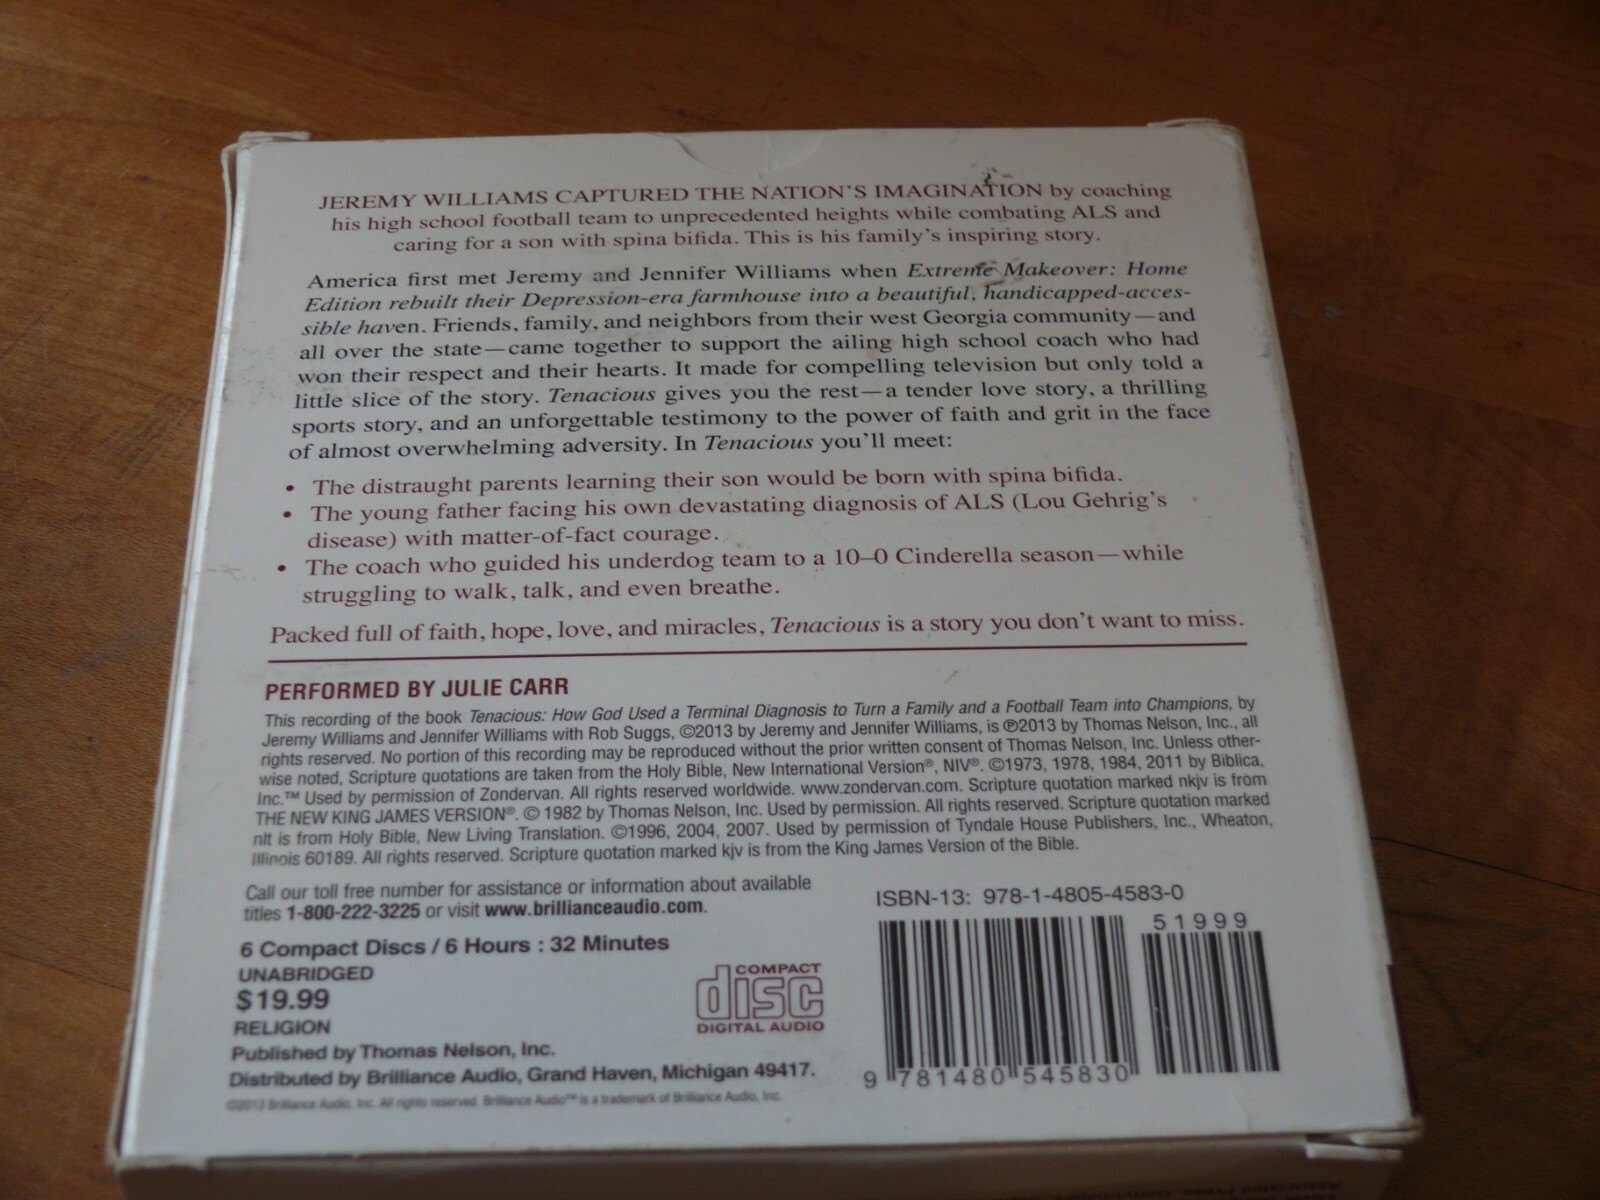 JEREMY WILLIAMS CAPTURED THE NATION'S IMAGINATION by coaching
his high school football team to unprecedented heights while combating ALS and
caring for a son with spina bifida. This is his family's inspiring story.
America first met Jeremy and Jennifer Williams when Extreme Makeover: Home
Edition rebuilt their Depression-era farmhouse into a beautiful, handicapped-acces-
sible haven. Friends, family, and neighbors from their west Georgia community—and
all over the state—came together to support the ailing high school coach who had
won their respect and their hearts. It made for compelling television but only told a
little slice of the story. Tenacious gives you the rest—a tender love story, a thrilling
sports story, and an unforgettable testimony to the power of faith and grit in the face
of almost overwhelming adversity. In Tenacious you'll meet:
• The distraught parents learning their son would be born with spina bifida.
• The young father facing his own devastating diagnosis of ALS (Lou Gehrig's
disease) with matter-of-fact courage.
• The coach who guided his underdog team to a 10–0 Cinderella season—while
struggling to walk, talk, and even breathe.
Packed full of faith, hope, love, and miracles, Tenacious is a story you don't want to miss.
PERFORMED BY JULIE CARR
This recording of the book Tenacious: How God Used a Terminal Diagnosis to Turn a Family and a Football Team into Champions, by
Jeremy Williams and Jennifer Williams with Rob Suggs, ©2013 by Jeremy and Jennifer Williams, is ℗2013 by Thomas Nelson, Inc., all
rights reserved. No portion of this recording may be reproduced without the prior written consent of Thomas Nelson, Inc. Unless other-
wise noted, Scripture quotations are taken from the Holy Bible, New International Version®, NIV®. ©1973, 1978, 1984, 2011 by Biblica,
Inc.™ Used by permission of Zondervan. All rights reserved worldwide. www.zondervan.com. Scripture quotation marked nkjv is from
THE NEW KING JAMES VERSION®. © 1982 by Thomas Nelson, Inc. Used by permission. All rights reserved. Scripture quotation marked
nlt is from Holy Bible, New Living Translation. ©1996, 2004, 2007. Used by permission of Tyndale House Publishers, Inc., Wheaton,
Illinois 60189. All rights reserved. Scripture quotation marked kjv is from the King James Version of the Bible.
Call our toll free number for assistance or information about available
titles 1-800-222-3225 or visit www.brillianceaudio.com.
6 Compact Discs / 6 Hours : 32 Minutes
UNABRIDGED
$19.99
RELIGION
Published by Thomas Nelson, Inc.
Distributed by Brilliance Audio, Grand Haven, Michigan 49417.
©2013 Brilliance Audio, Inc. All rights reserved. Brilliance Audio™ is a trademark of Brilliance Audio, Inc.
COMPACT
disc
DIGITAL AUDIO
ISBN-13: 978-1-4805-4583-0
51999
9 781480 545830